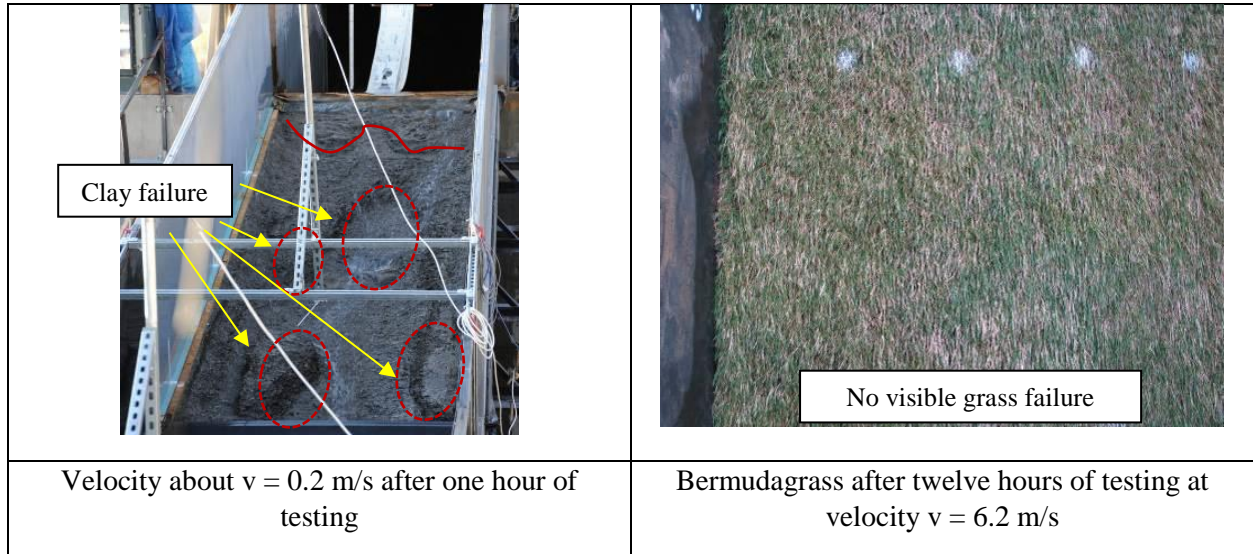 Clay failure
No visible grass failure
Velocity about v = 0.2 m/s after one hour of
testing
Bermudagrass after twelve hours of testing at
velocity v = 6.2 m/s